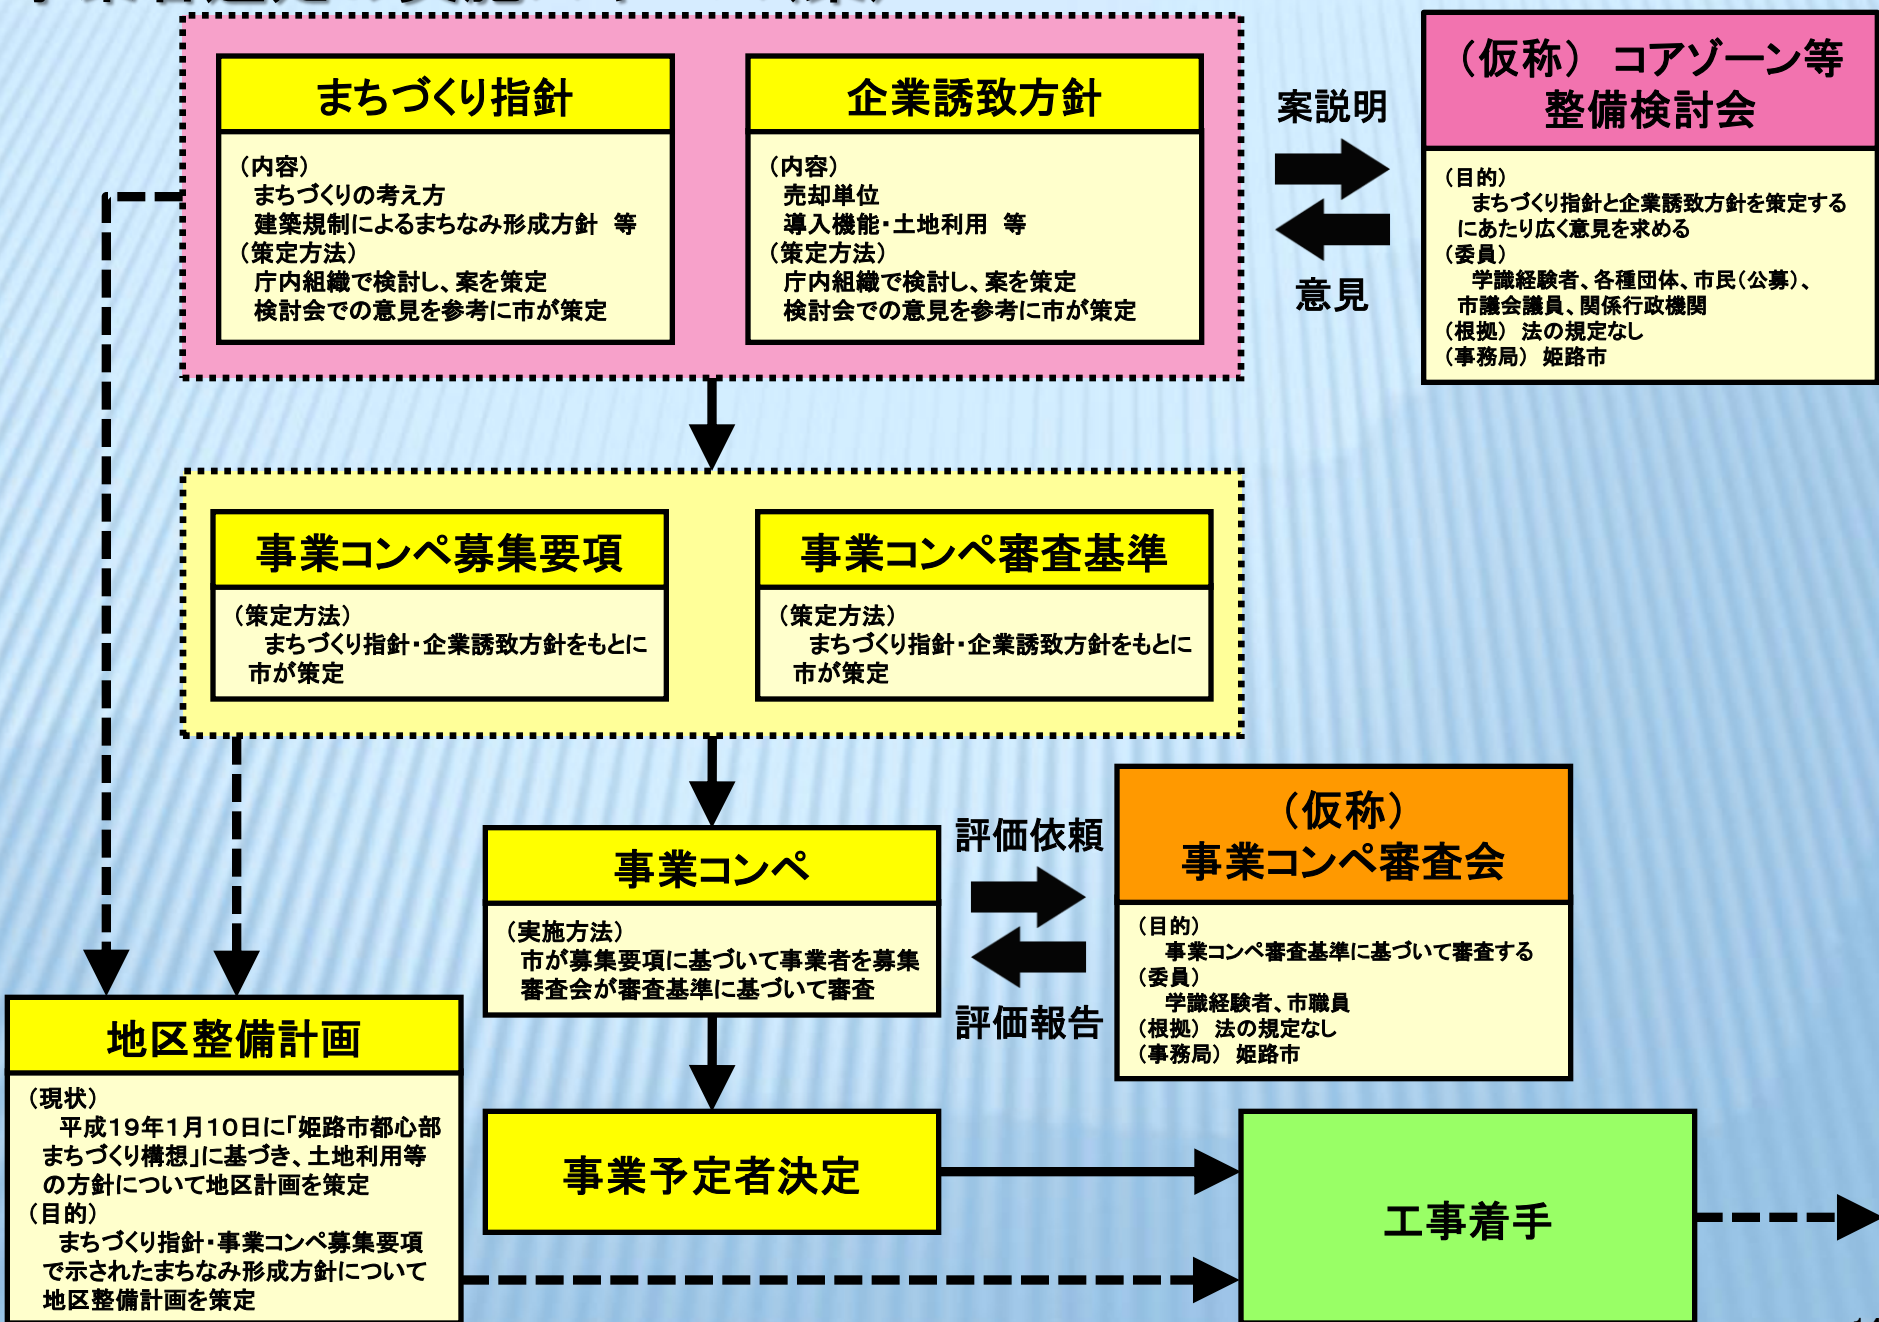 まちづくり指針
(内容)
まちづくりの考え方
建築規制によるまちなみ形成方針 等
(策定方法)
庁内組織で検討し、案を策定
検討会での意見を参考に市が策定
企業誘致方針
(内容)
売却単位
導入機能・土地利用 等
(策定方法)
庁内組織で検討し、案を策定
検討会での意見を参考に市が策定
案説明
意見
(仮称) コアゾーン等
整備検討会
(目的)
まちづくり指針と企業誘致方針を策定する
にあたり広く意見を求める
(委員)
学識経験者、各種団体、市民(公募)、
市議会議員、関係行政機関
(根拠) 法の規定なし
(事務局) 姫路市
事業コンペ募集要項
(策定方法)
まちづくり指針・企業誘致方針をもとに
市が策定
事業コンペ審査基準
(策定方法)
まちづくり指針・企業誘致方針をもとに
市が策定
事業コンペ
(実施方法)
市が募集要項に基づいて事業者を募集
審査会が審査基準に基づいて審査
評価依頼
評価報告
(仮称)
事業コンペ審査会
(目的)
事業コンペ審査基準に基づいて審査する
(委員)
学識経験者、市職員
(根拠) 法の規定なし
(事務局) 姫路市
地区整備計画
(現状)
平成19年1月10日に「姫路市都心部
まちづくり構想」に基づき、土地利用等
の方針について地区計画を策定
(目的)
まちづくり指針・事業コンペ募集要項
で示されたまちなみ形成方針について
地区整備計画を策定
事業予定者決定
工事着手